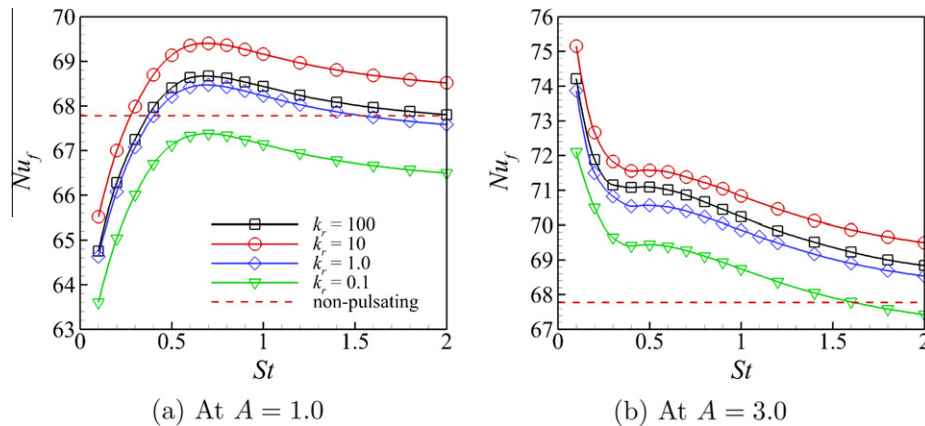 70
69
68
67
66
65
64
63
Nu_f
0 0.5 1 1.5 2
St
k_r = 100
k_r = 10
k_r = 1.0
k_r = 0.1
non-pulsating
(a) At A = 1.0
76
75
74
73
72
71
70
69
68
67
Nu_f
0 0.5 1 1.5 2
St
(b) At A = 3.0